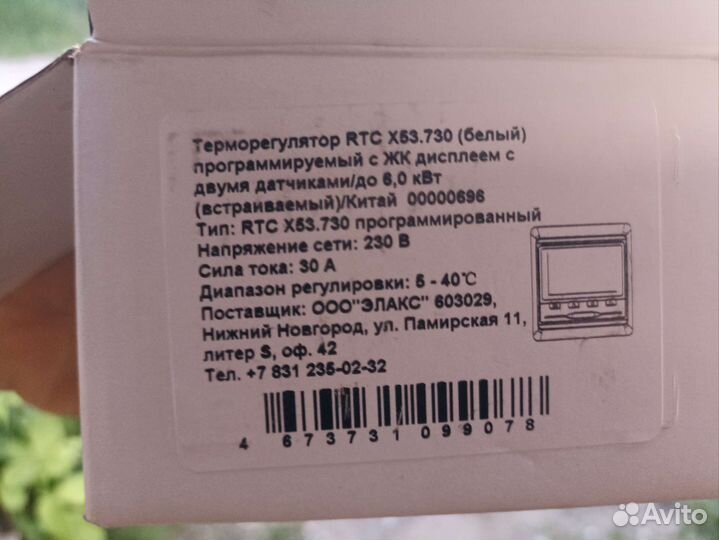 Терморегулятор RTC X53.730 (белый)
программируемый с ЖК дисплеем с
двумя датчиками/до 6,0 кВт
(встраиваемый)/Китай 00000696
Тип: RTC X53.730 программированный
Напряжение сети: 230 В
Сила тока: 30 А
Диапазон регулировки: 5 - 40℃
Поставщик: ООО"ЭЛАКС" 603029,
Нижний Новгород, ул. Памирская 11,
литер S, оф. 42
Тел. +7 831 235-02-32
4 673731 099078
Avito